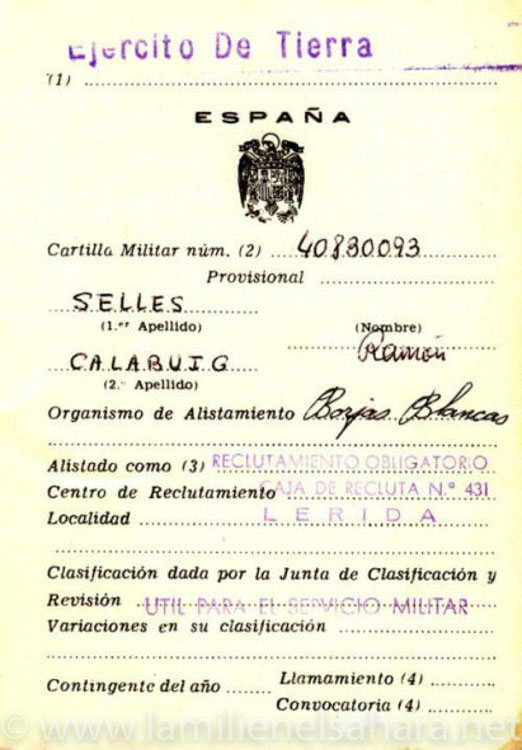 Ejercito De Tierra
(1)
ESPAÑA
Cartilla Militar núm. (2) 40830093
Provisional
SELLES
(1.er Apellido) (Nombre)
Ramón
CALABUIG
(2.º Apellido)
Organismo de Alistamiento Borjas Blancas
Alistado como (3) RECLUTAMIENTO OBLIGATORIO
Centro de Reclutamiento CAJA DE RECLUTA N.º 431
Localidad LERIDA
Clasificación dada por la Junta de Clasificación y
Revisión UTIL PARA EL SERVICIO MILITAR
Variaciones en su clasificación
Contingente del año Llamamiento (4)
Convocatoria (4)
© www.lamilienelsahara.net